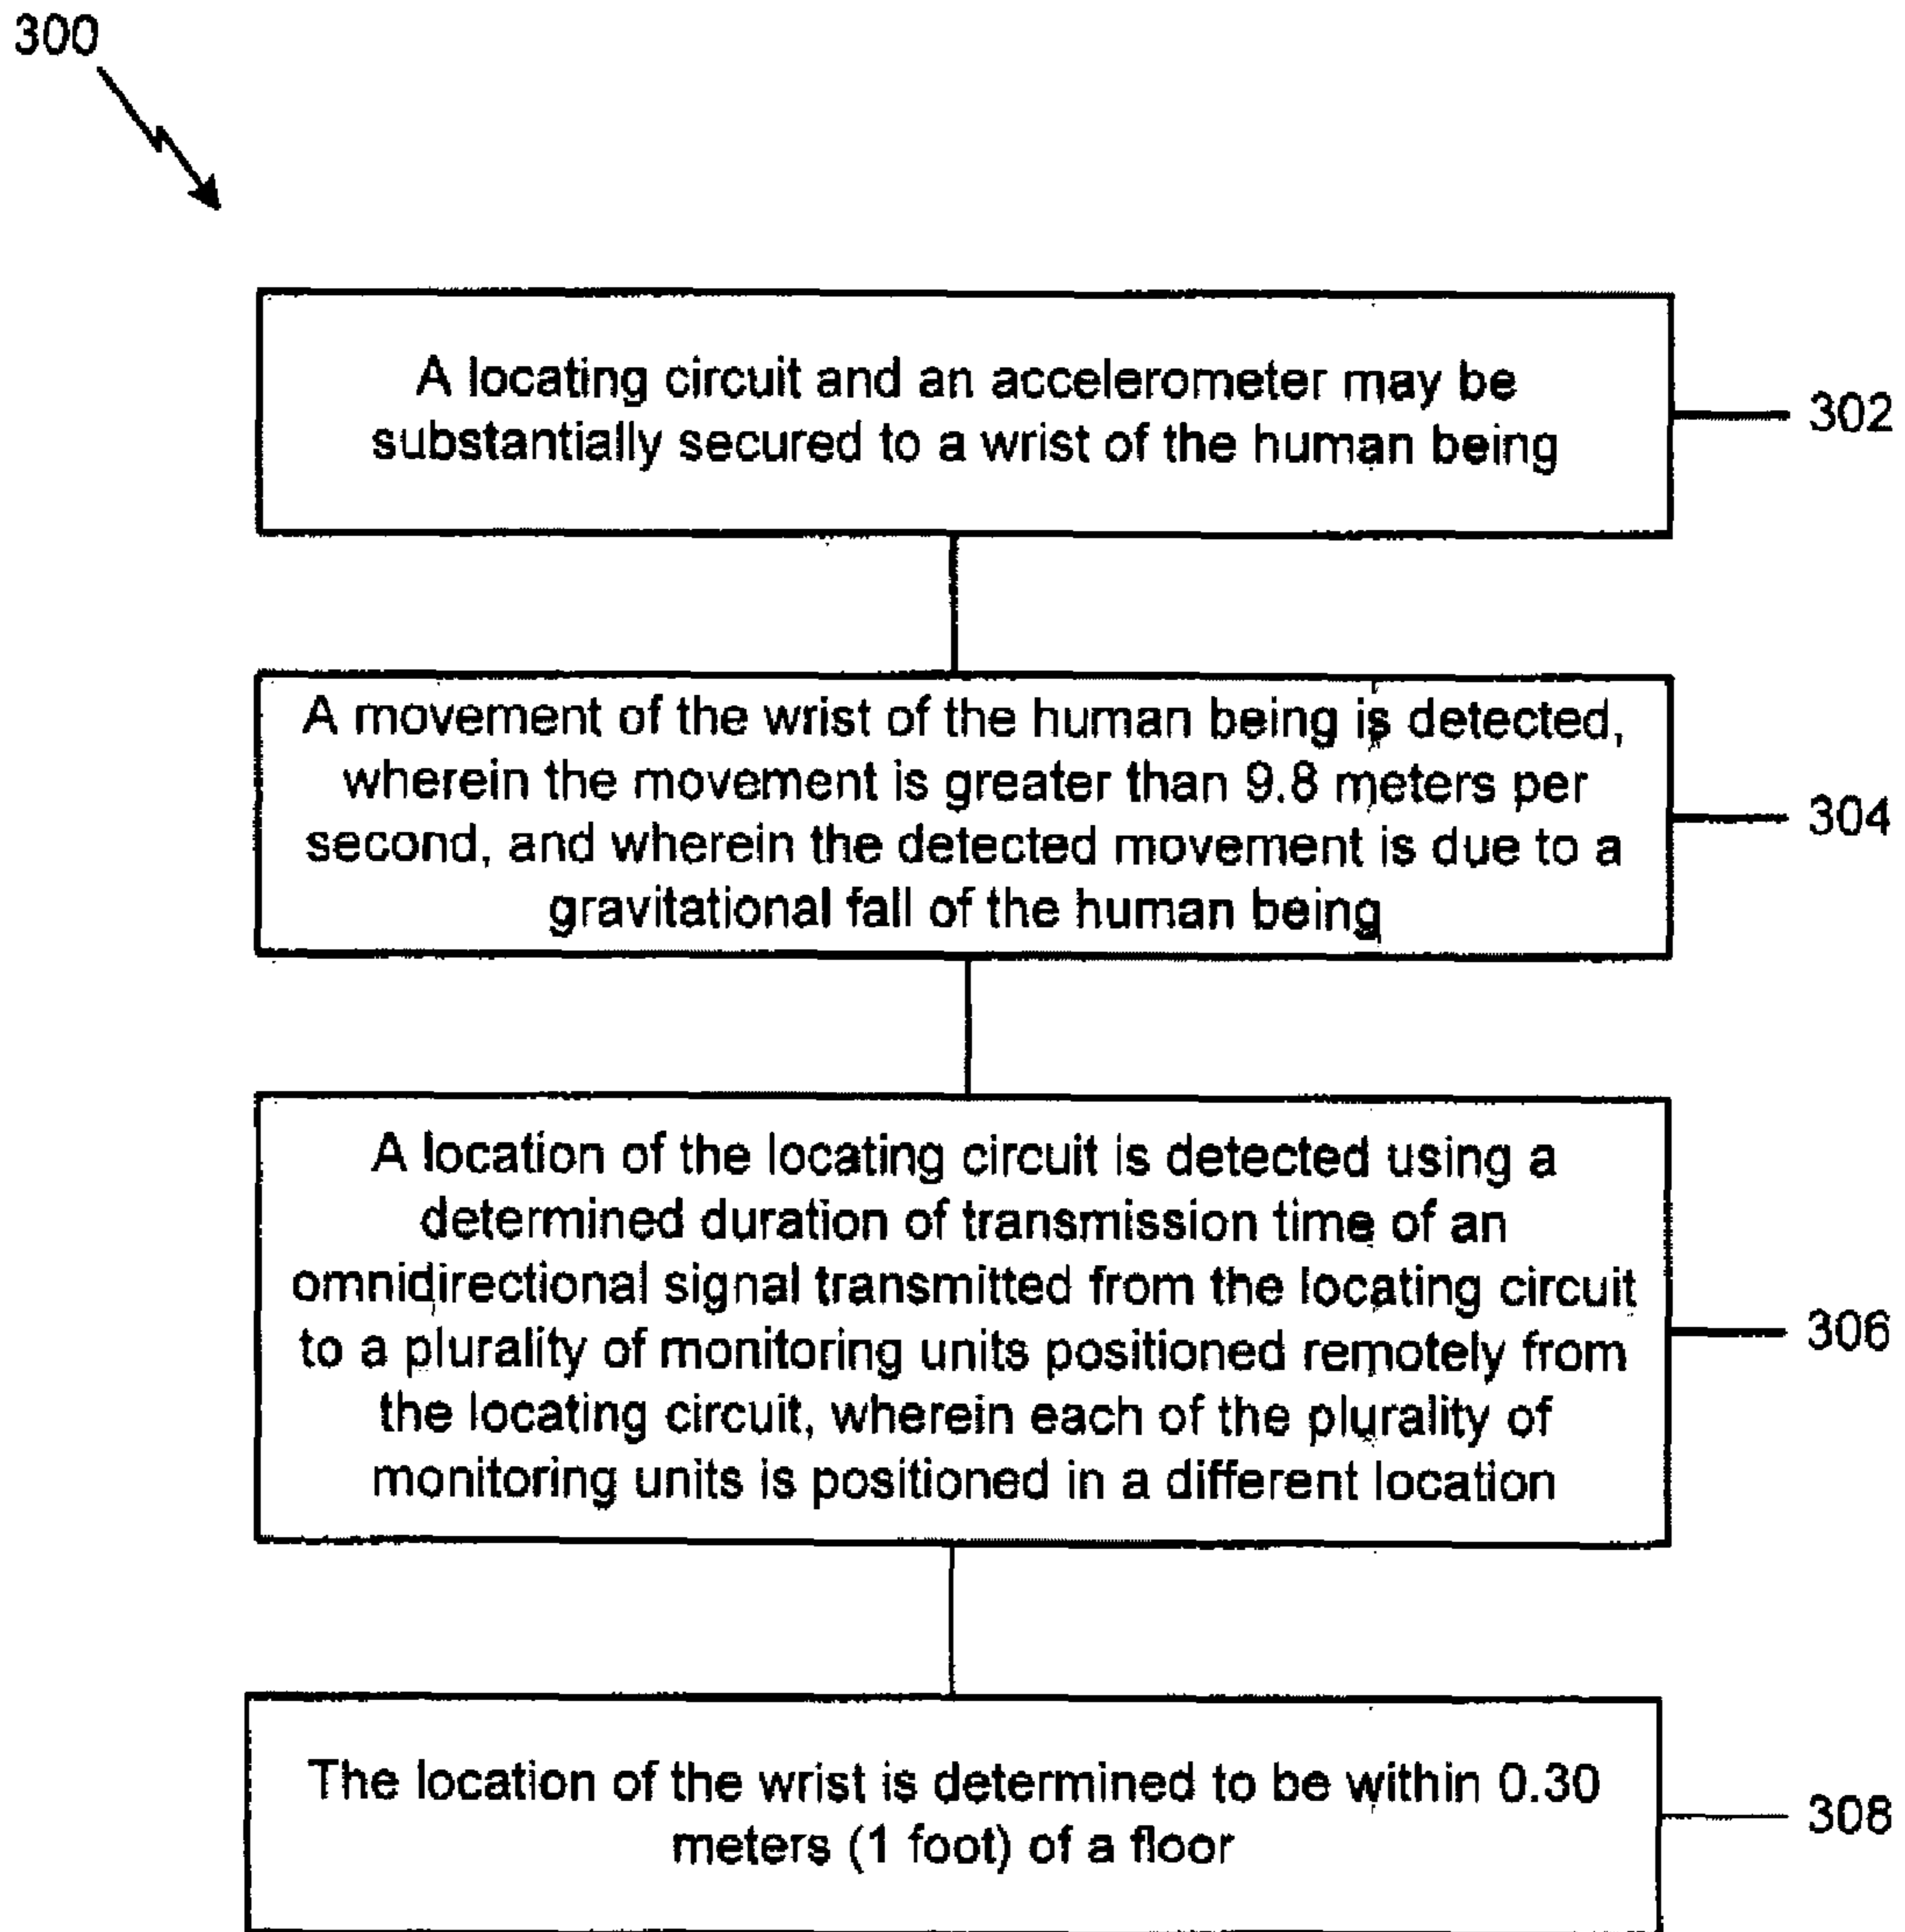 300
A locating circuit and an accelerometer may be
substantially secured to a wrist of the human being
302
A movement of the wrist of the human being is detected,
wherein the movement is greater than 9.8 meters per
second, and wherein the detected movement is due to a
gravitational fall of the human being
304
A location of the locating circuit is detected using a
determined duration of transmission time of an
omnidirectional signal transmitted from the locating circuit
to a plurality of monitoring units positioned remotely from
the locating circuit, wherein each of the plurality of
monitoring units is positioned in a different location
306
The location of the wrist is determined to be within 0.30
meters (1 foot) of a floor
308